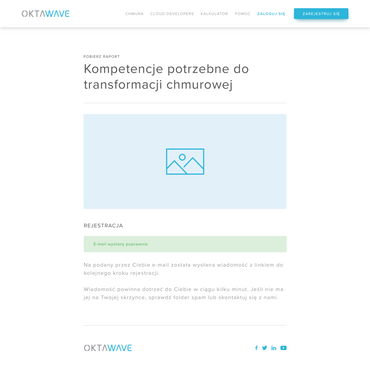 OKTAWAVE
CHMURA CLOUD DEVELOPERS KALKULATOR POMOC ZALOGUJ SIĘ ZAREJESTRUJ SIĘ
POBIERZ RAPORT
Kompetencje potrzebne do
transformacji chmurowej
REJESTRACJA
E-mail wysłany poprawnie
Na podany przez Ciebie e-mail została wysłana wiadomość z linkiem do
kolejnego kroku rejestracji.
Wiadomość powinna dotrzeć do Ciebie w ciągu kilku minut. Jeśli nie ma
jej na Twojej skrzynce, sprawdź folder spam lub skontaktuj się z nami.
OKTAWAVE